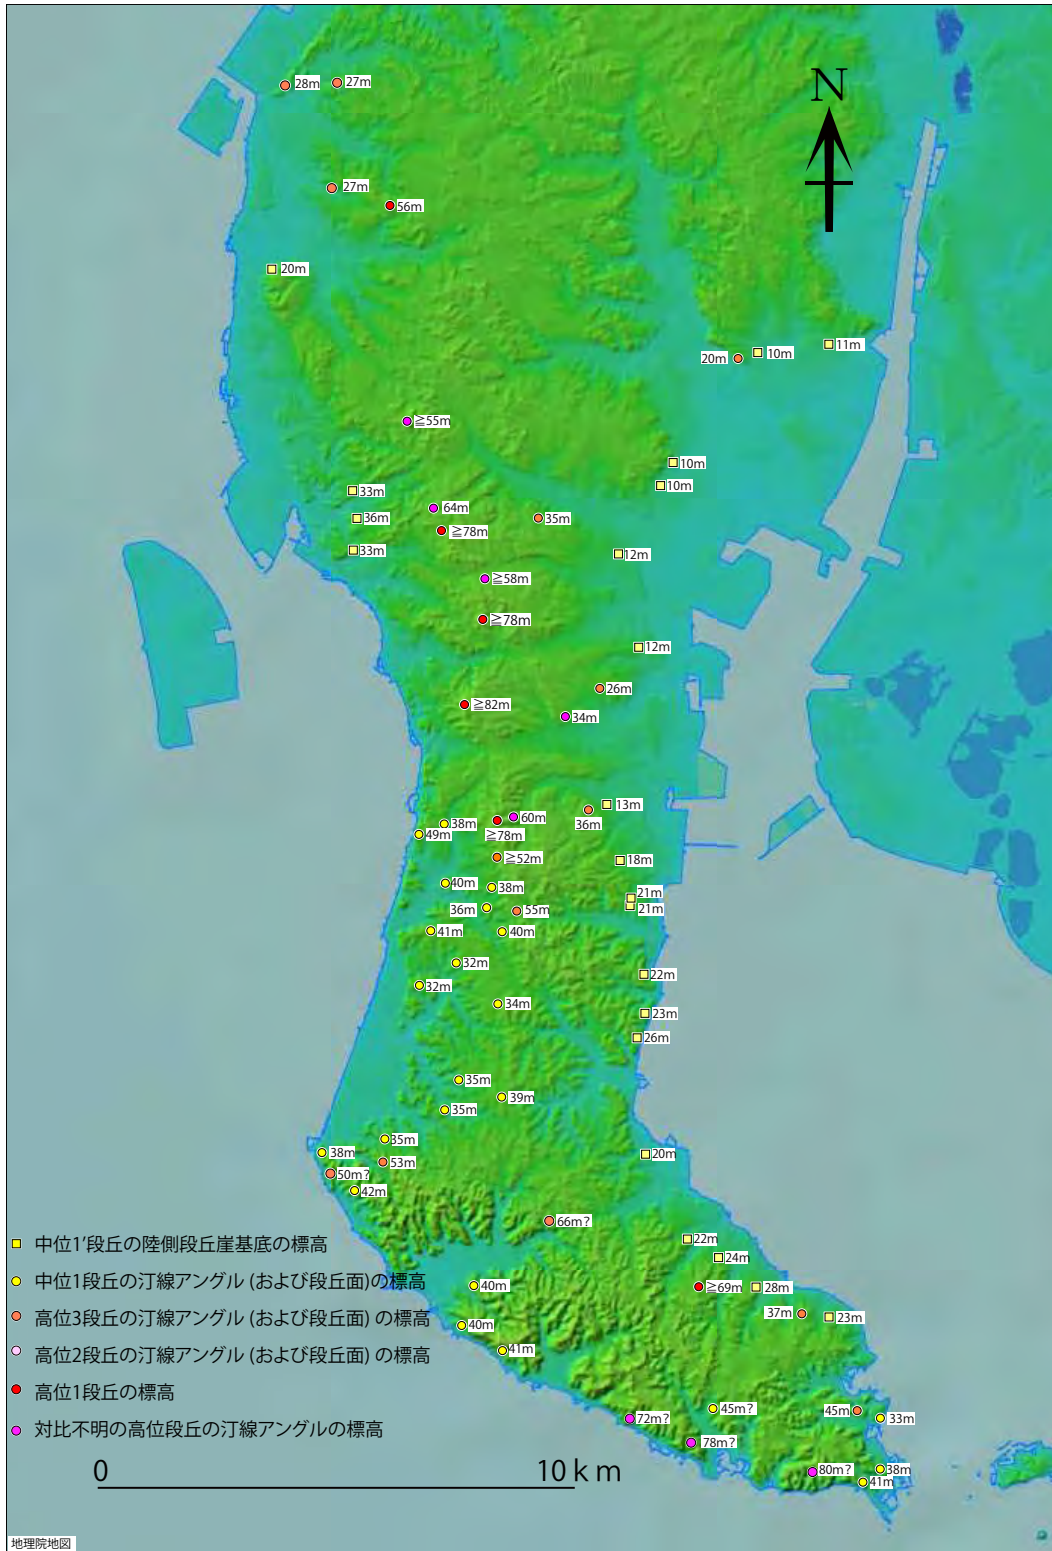 N
28m
27m
27m
56m
20m
11m
10m
20m
≧55m
10m
10m
33m
64m
36m
35m
≧78m
33m
12m
≧58m
≧78m
12m
26m
≧82m
34m
13m
60m
38m
36m
49m
≧78m
≧52m
18m
40m
38m
21m
36m
55m
21m
41m
40m
32m
22m
32m
34m
23m
26m
35m
39m
35m
35m
38m
20m
53m
50m?
42m
66m?
22m
中位1'段丘の陸側段丘崖基底の標高
24m
中位1段丘の汀線アングル (および段丘面)の標高
40m
≧69m
28m
高位3段丘の汀線アングル (および段丘面) の標高
37m
23m
40m
高位2段丘の汀線アングル (および段丘面) の標高
41m
高位1段丘の標高
45m?
45m
33m
72m?
対比不明の高位段丘の汀線アングルの標高
78m?
80m?
38m
41m
0
10 k m
地理院地図